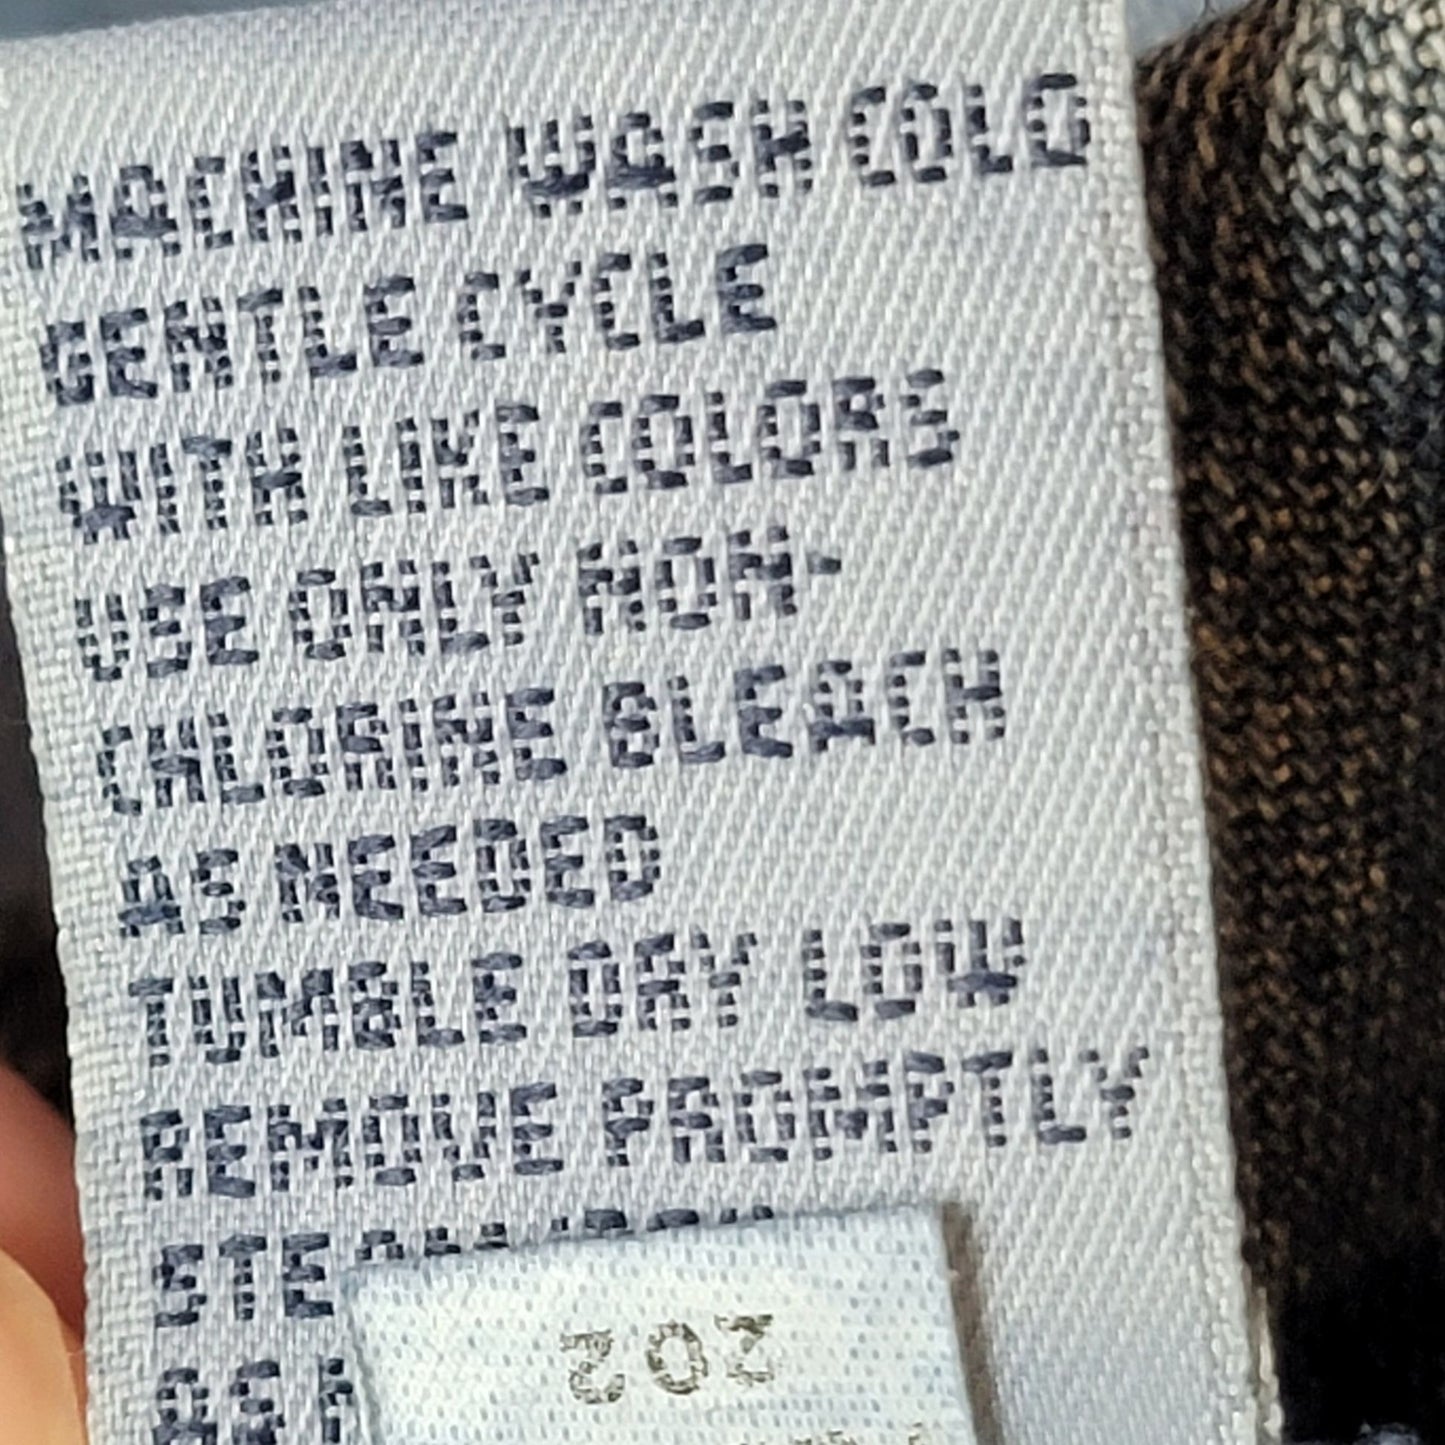 MACHINE WASH COLD
GENTLE CYCLE
WITH LIKE COLORS
USE ONLY NON-
CHLORINE BLEACH
AS NEEDED
TUMBLE DRY LOW
REMOVE PROMPTLY
AS